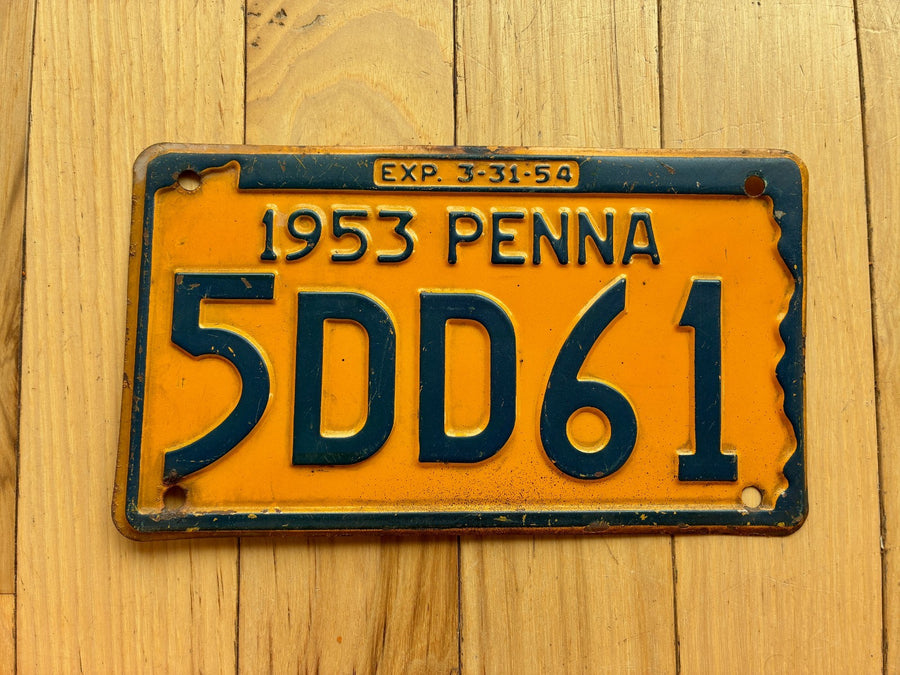 EXP. 3-31-54
1953 PENNA
5DD61